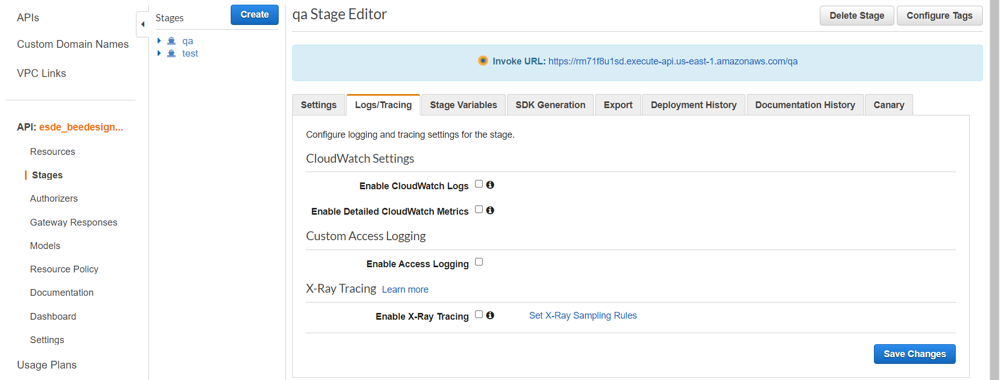 APIs
Custom Domain Names
VPC Links
API: esde_beedesign...
Resources
Stages
Authorizers
Gateway Responses
Models
Resource Policy
Documentation
Dashboard
Settings
Usage Plans
Stages
Create
qa
test
qa Stage Editor
Delete Stage
Configure Tags
Invoke URL: https://rm71f8u1sd.execute-api.us-east-1.amazonaws.com/qa
Settings
Logs/Tracing
Stage Variables
SDK Generation
Export
Deployment History
Documentation History
Canary
Configure logging and tracing settings for the stage.
CloudWatch Settings
Enable CloudWatch Logs
Enable Detailed CloudWatch Metrics
Custom Access Logging
Enable Access Logging
X-Ray Tracing Learn more
Enable X-Ray Tracing
Set X-Ray Sampling Rules
Save Changes